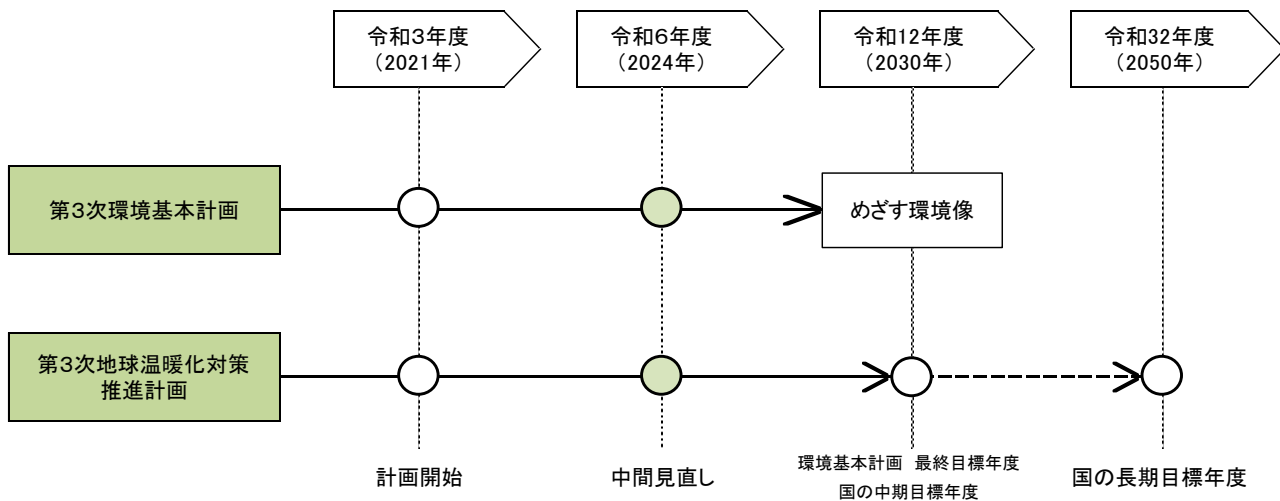 令和3年度
（2021年）
令和6年度
（2024年）
令和12年度
（2030年）
令和32年度
（2050年）
第3次環境基本計画
めざす環境像
第3次地球温暖化対策
推進計画
計画開始
中間見直し
環境基本計画　最終目標年度
国の中期目標年度
国の長期目標年度